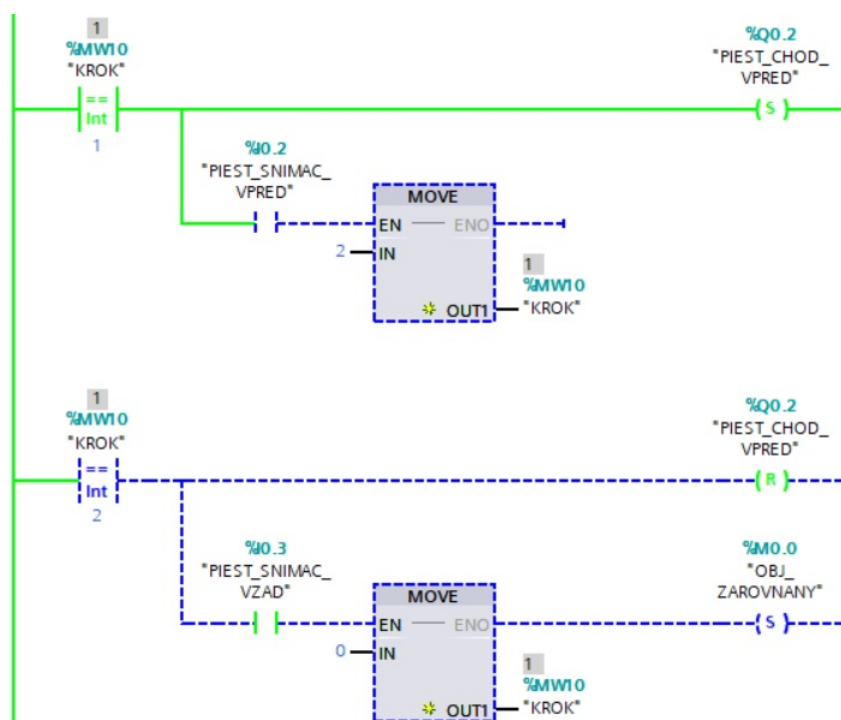 1
%MW10
"KROK"
==
Int
1
%Q0.2
"PIEST_CHOD_
VPRED"
S
%I0.2
"PIEST_SNIMAC_
VPRED"
MOVE
EN ENO
2 IN
OUT1
1
%MW10
"KROK"
1
%MW10
"KROK"
==
Int
2
%Q0.2
"PIEST_CHOD_
VPRED"
R
%I0.3
"PIEST_SNIMAC_
VZAD"
MOVE
EN ENO
0 IN
OUT1
1
%MW10
"KROK"
%M0.0
"OBJ_
ZAROVNANY"
S